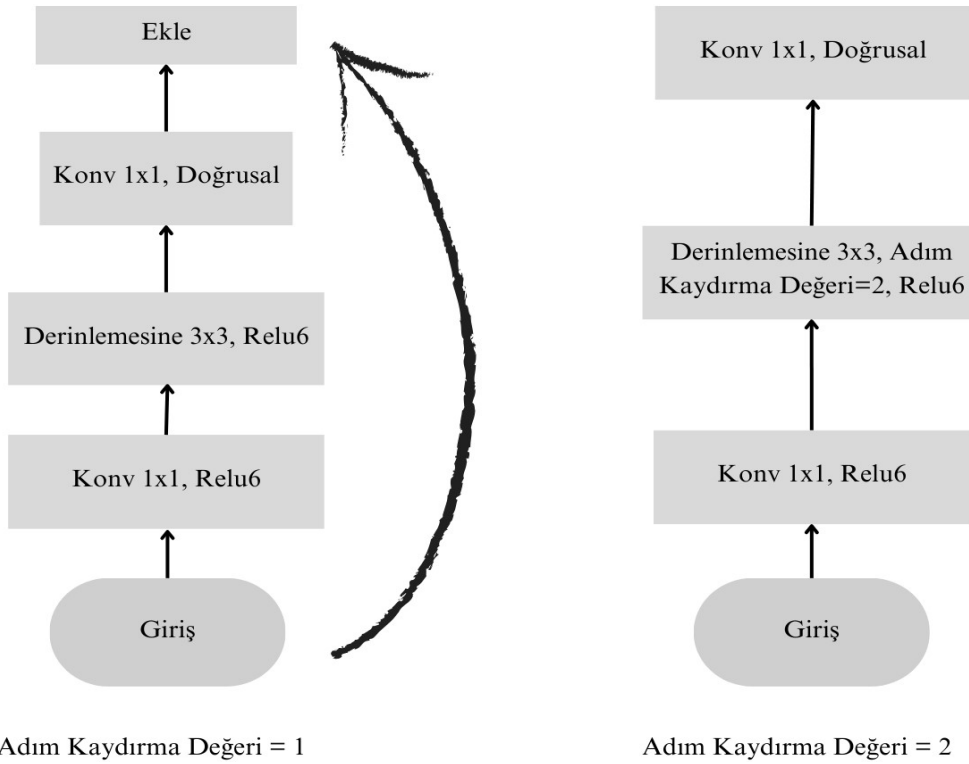 Ekle
Konv 1x1, Doğrusal
Derinlemesine 3x3, Relu6
Konv 1x1, Relu6
Giriş
Adım Kaydırma Değeri = 1
Konv 1x1, Doğrusal
Derinlemesine 3x3, Adım
Kaydırma Değeri=2, Relu6
Konv 1x1, Relu6
Giriş
Adım Kaydırma Değeri = 2